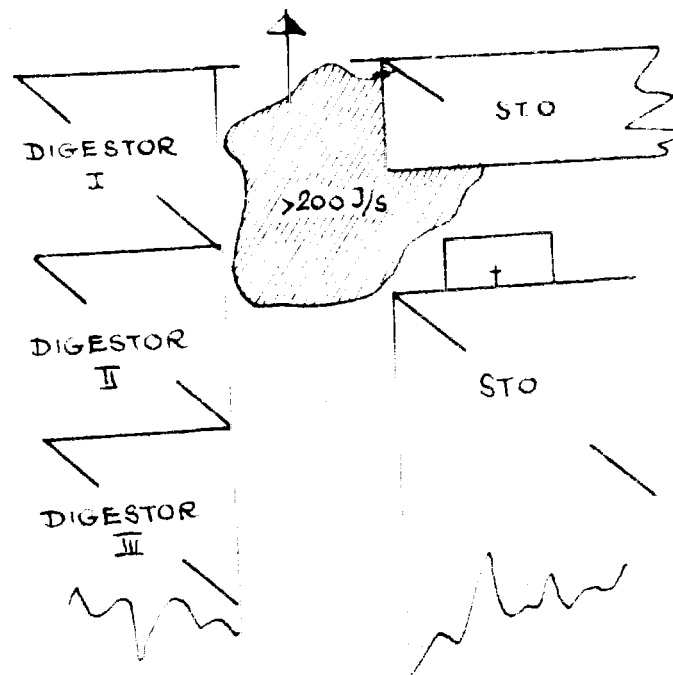 DIGESTOR
I
STO
>200 J/s
DIGESTOR
II
STO
DIGESTOR
III